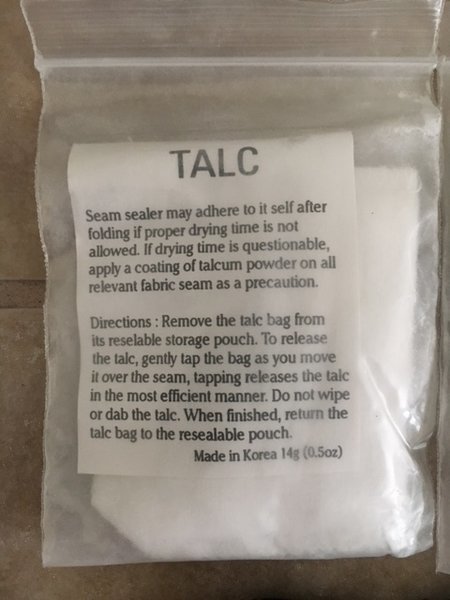 TALC
Seam sealer may adhere to it self after
folding if proper drying time is not
allowed. If drying time is questionable,
apply a coating of talcum powder on all
relevant fabric seam as a precaution.
Directions : Remove the talc bag from
its reselable storage pouch. To release
the talc, gently tap the bag as you move
it over the seam, tapping releases the talc
in the most efficient manner. Do not wipe
or dab the talc. When finished, return the
talc bag to the resealable pouch.
Made in Korea 14g (0.5oz)